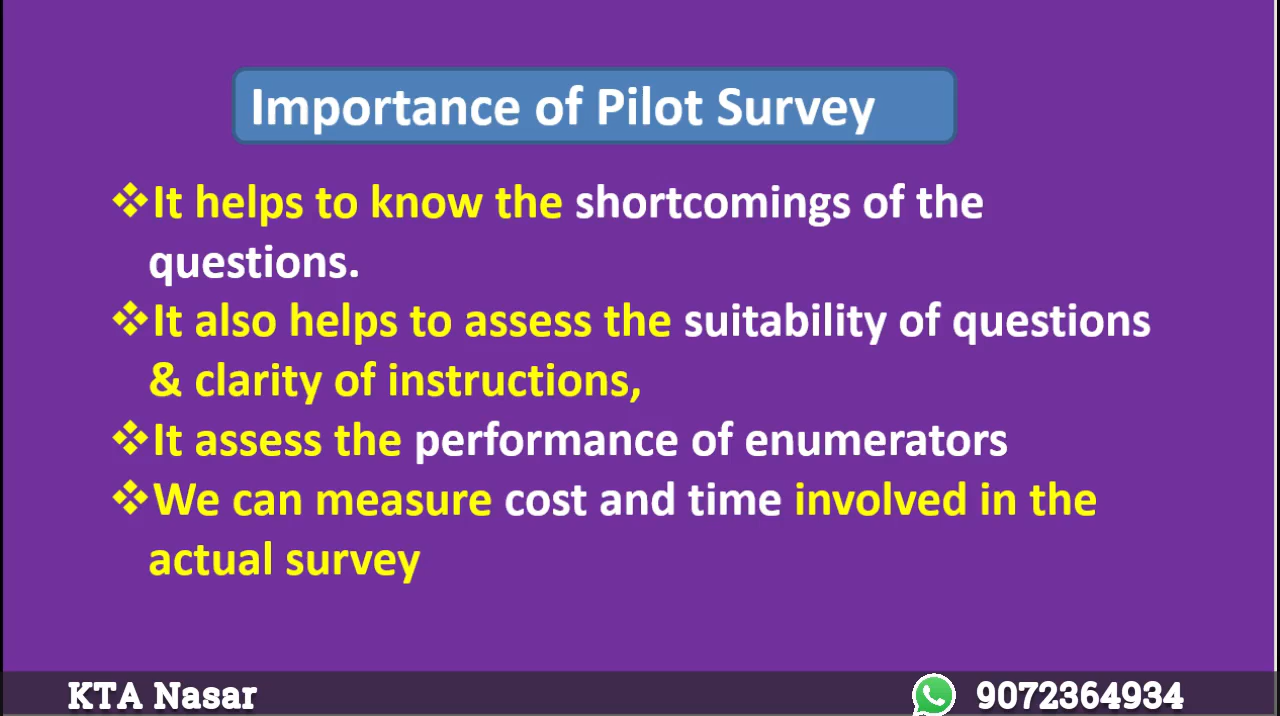 Importance of Pilot Survey
❖It helps to know the shortcomings of the
questions.
❖It also helps to assess the suitability of questions
& clarity of instructions,
❖It assess the performance of enumerators
❖We can measure cost and time involved in the
actual survey
KTA Nasar 9072364934